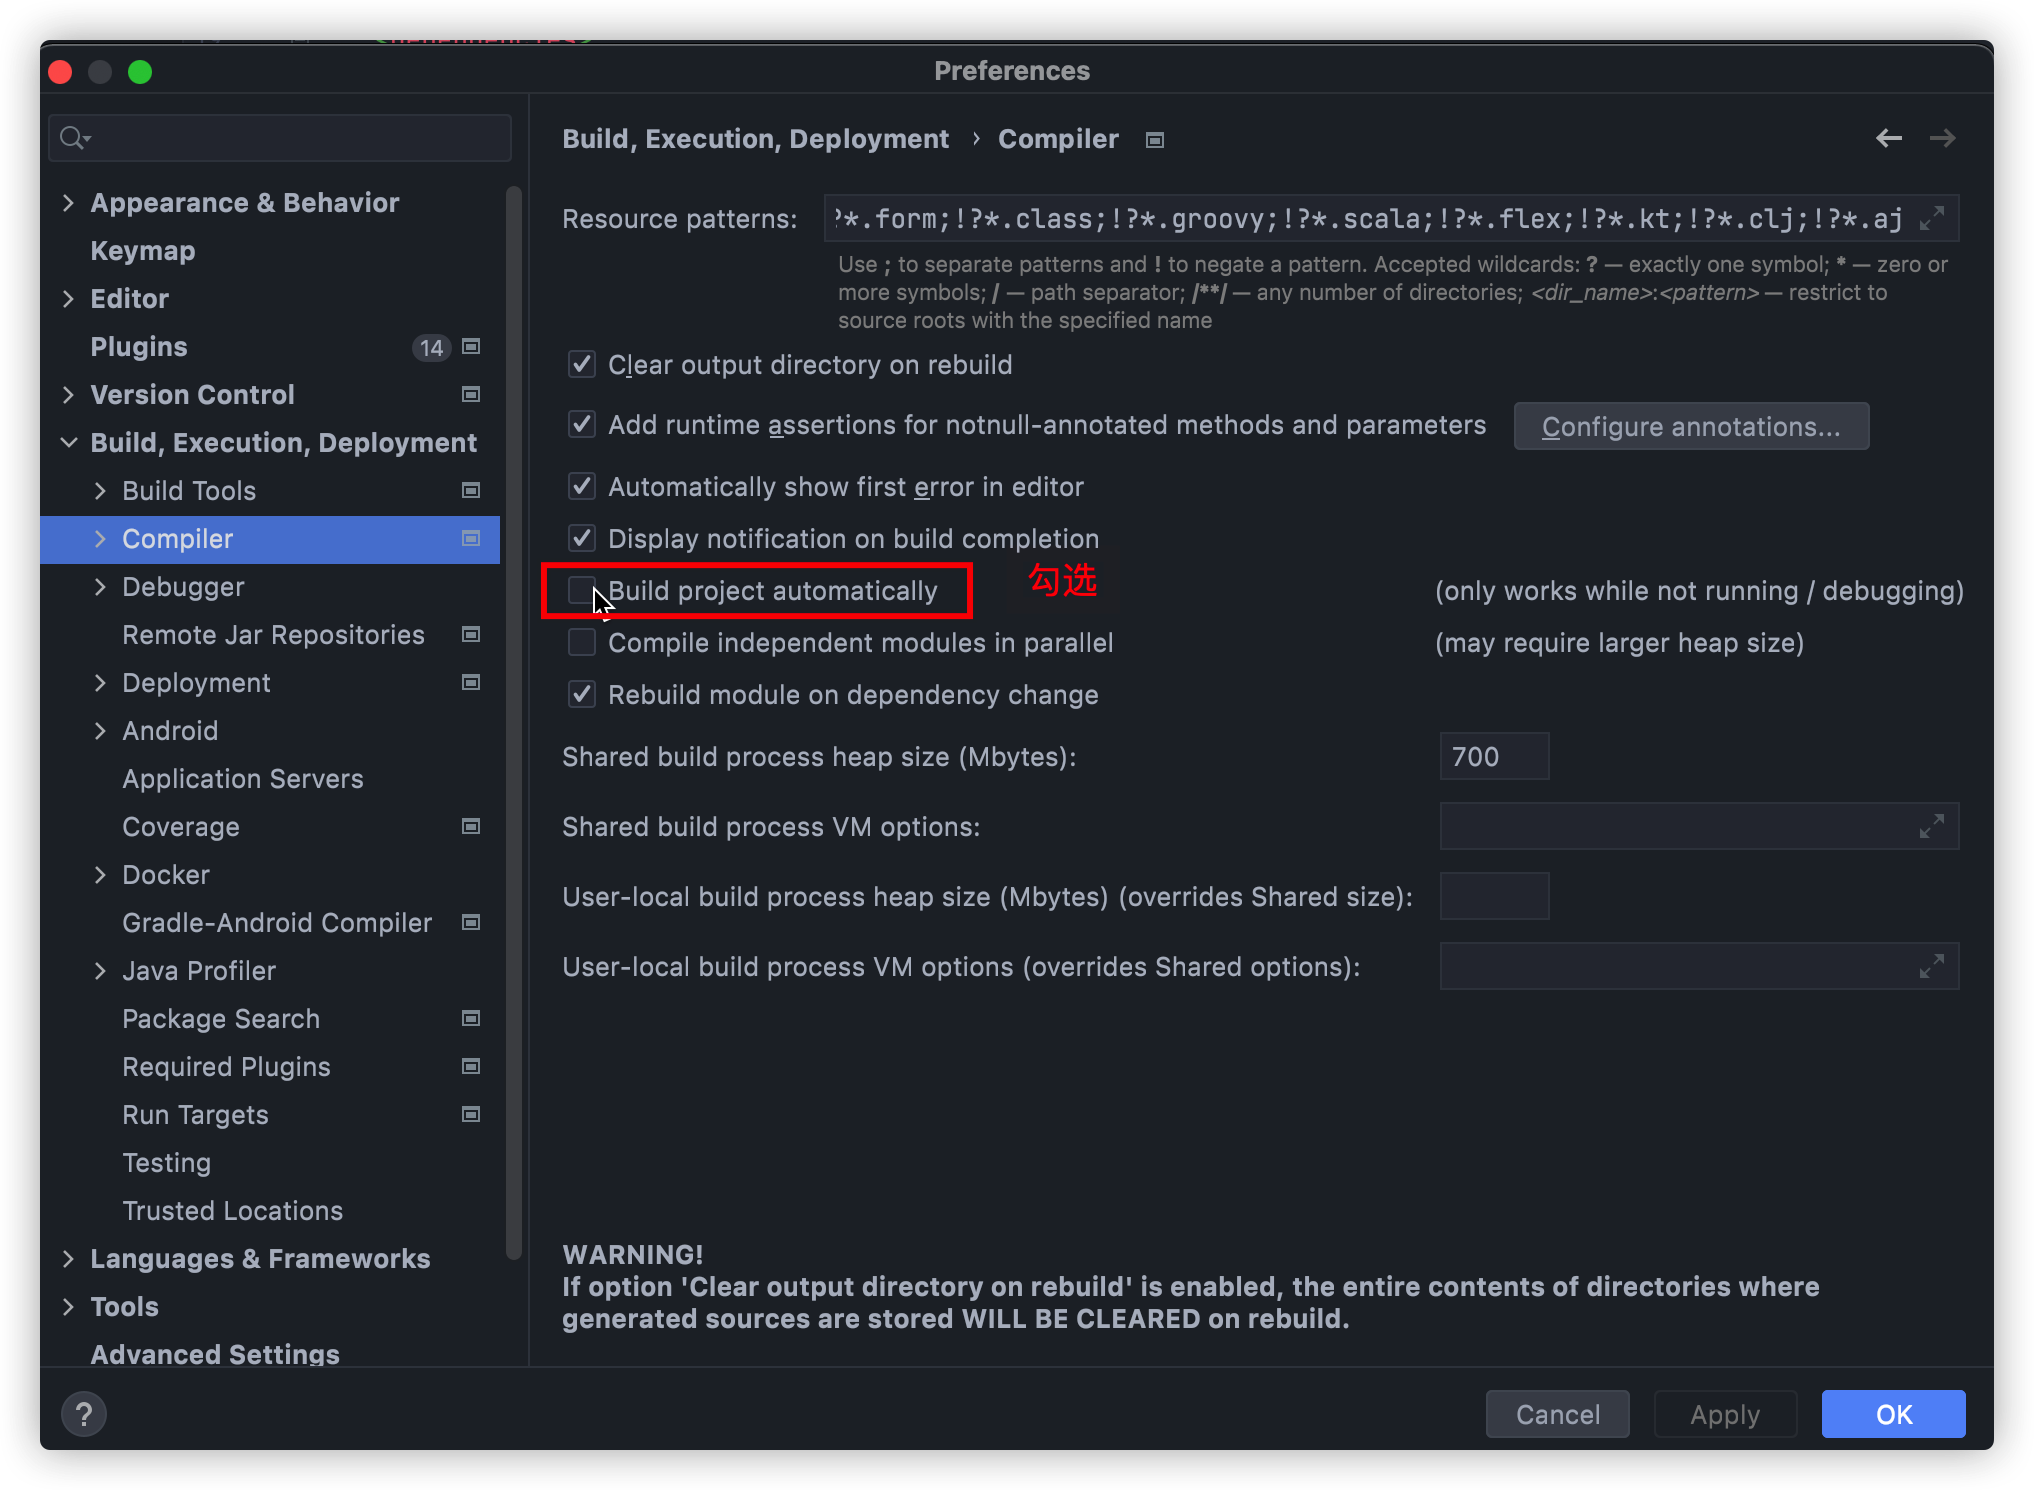 Preferences
Appearance & Behavior
Keymap
Editor
Plugins 14
Version Control
Build, Execution, Deployment
Build Tools
Compiler
Debugger
Remote Jar Repositories
Deployment
Android
Application Servers
Coverage
Docker
Gradle-Android Compiler
Java Profiler
Package Search
Required Plugins
Run Targets
Testing
Trusted Locations
Languages & Frameworks
Tools
Advanced Settings
Build, Execution, Deployment › Compiler
Resource patterns: ?*.form;!?*.class;!?*.groovy;!?*.scala;!?*.flex;!?*.kt;!?*.clj;!?*.aj
Use ; to separate patterns and ! to negate a pattern. Accepted wildcards: ? — exactly one symbol; * — zero or
more symbols; / — path separator; /**/ — any number of directories; <dir_name>:<pattern> — restrict to
source roots with the specified name
Clear output directory on rebuild
Add runtime assertions for notnull-annotated methods and parameters Configure annotations...
Automatically show first error in editor
Display notification on build completion
Build project automatically 勾选 (only works while not running / debugging)
Compile independent modules in parallel (may require larger heap size)
Rebuild module on dependency change
Shared build process heap size (Mbytes): 700
Shared build process VM options:
User-local build process heap size (Mbytes) (overrides Shared size):
User-local build process VM options (overrides Shared options):
WARNING!
If option 'Clear output directory on rebuild' is enabled, the entire contents of directories where
generated sources are stored WILL BE CLEARED on rebuild.
? Cancel Apply OK